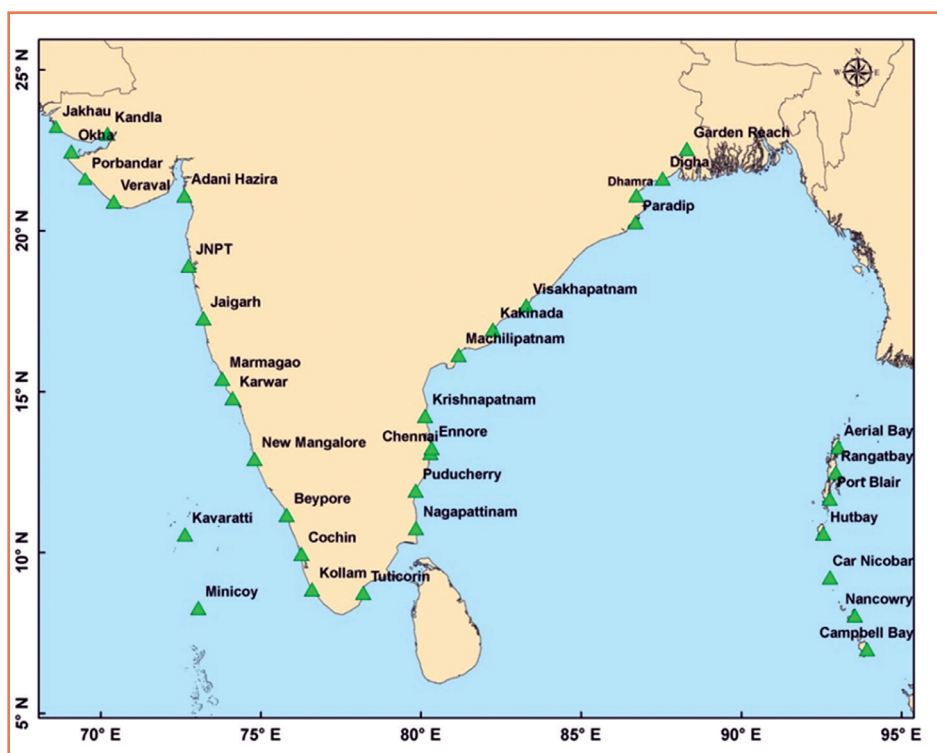 N
W E
S
25° N
20° N
15° N
10° N
5° N
Jakhau
Kandla
Okha
Porbandar
Veraval
Adani Hazira
JNPT
Jaigarh
Marmagao
Karwar
New Mangalore
Beypore
Kavaratti
Cochin
Kollam
Minicoy
Tuticorin
Garden Reach
Digha
Dhamra
Paradip
Visakhapatnam
Kakinada
Machilipatnam
Krishnapatnam
Chennai
Ennore
Puducherry
Nagapattinam
Aerial Bay
Rangatbay
Port Blair
Hutbay
Car Nicobar
Nancowry
Campbell Bay
70° E 75° E 80° E 85° E 90° E 95° E